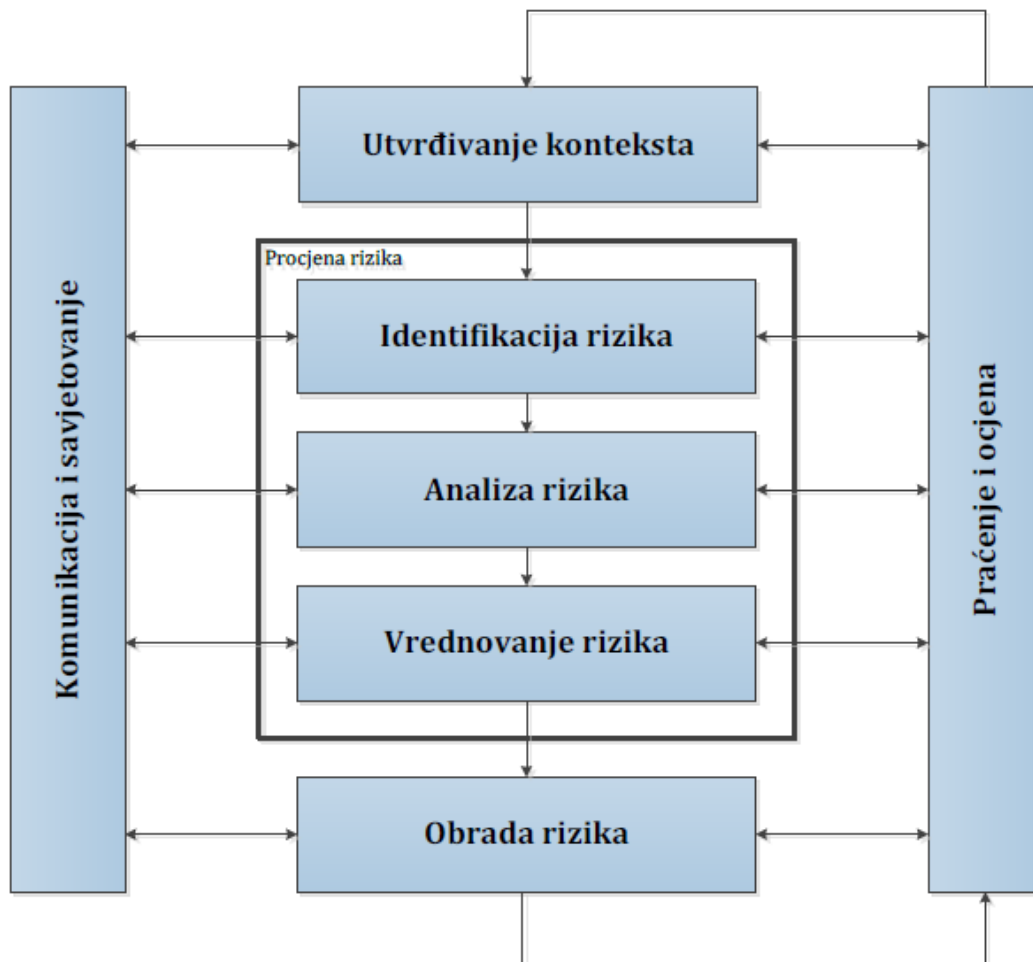 Utvrđivanje konteksta
Procjena rizika
Identifikacija rizika
Analiza rizika
Vrednovanje rizika
Obrada rizika
Komunikacija i savjetovanje
Praćenje i ocjena